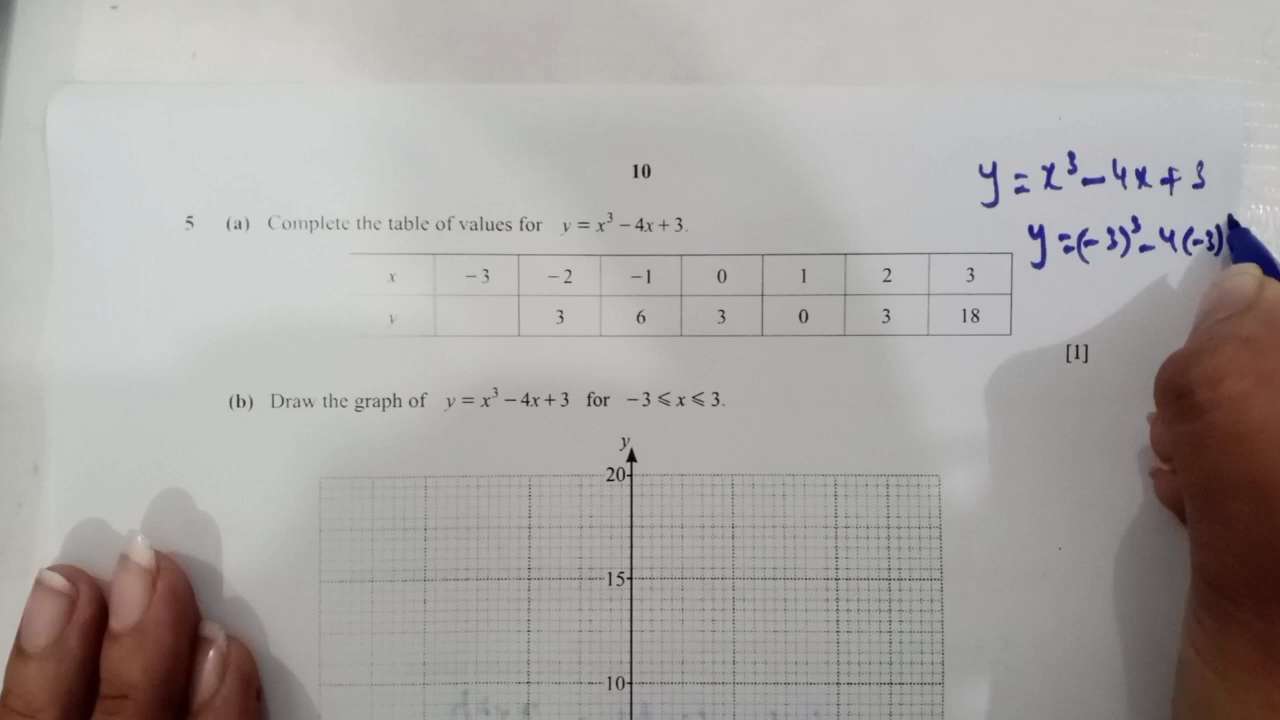 10
y = x³ - 4x + 3
5 (a) Complete the table of values for y = x³ − 4x + 3.
y = (-3)³ - 4(-3)
x −3 −2 −1 0 1 2 3
y 3 6 3 0 3 18
[1]
(b) Draw the graph of y = x³ − 4x + 3 for −3 ⩽ x ⩽ 3.
y
20
15
10